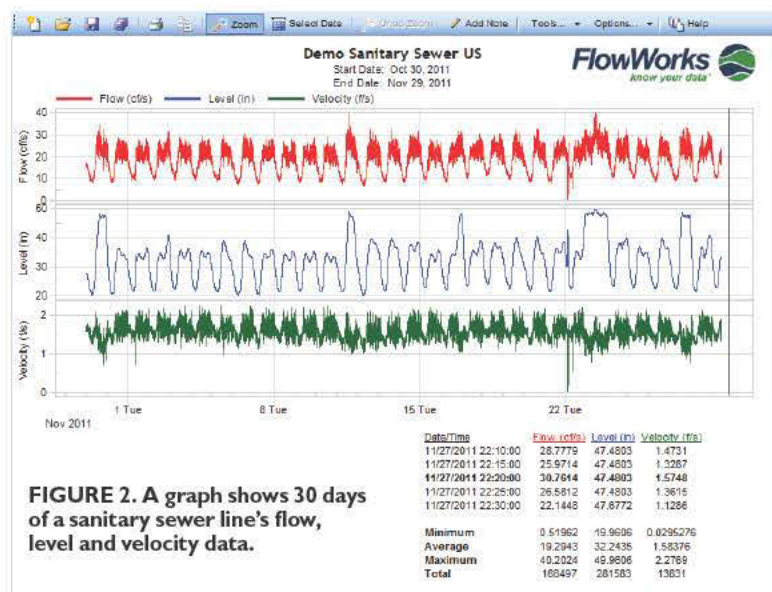 Zoom Select Date Undo Zoom Add Note Tools... Options... Help
Demo Sanitary Sewer US
Start Date: Oct 30, 2011
End Date: Nov 29, 2011
FlowWorks
know your data
Flow (cf/s) Level (in) Velocity (f/s)
Flow (cf/s)
40
30
20
10
0
Level (in)
50
40
30
20
Velocity (f/s)
2
1
0
1 Tue 8 Tue 15 Tue 22 Tue
Nov 2011
Date/Time Flow (cf/s) Level (in) Velocity (f/s)
11/27/2011 22:10:00 28.7779 47.4803 1.4731
11/27/2011 22:15:00 25.9714 47.4803 1.3287
11/27/2011 22:20:00 30.7614 47.4803 1.5748
11/27/2011 22:25:00 26.5812 47.4803 1.3615
11/27/2011 22:30:00 22.1448 47.6772 1.1286
Minimum 0.51962 19.9606 0.0295276
Average 19.2943 32.2435 1.58376
Maximum 40.2024 49.9606 2.2769
Total 168497 281583 13831
FIGURE 2. A graph shows 30 days
of a sanitary sewer line's flow,
level and velocity data.